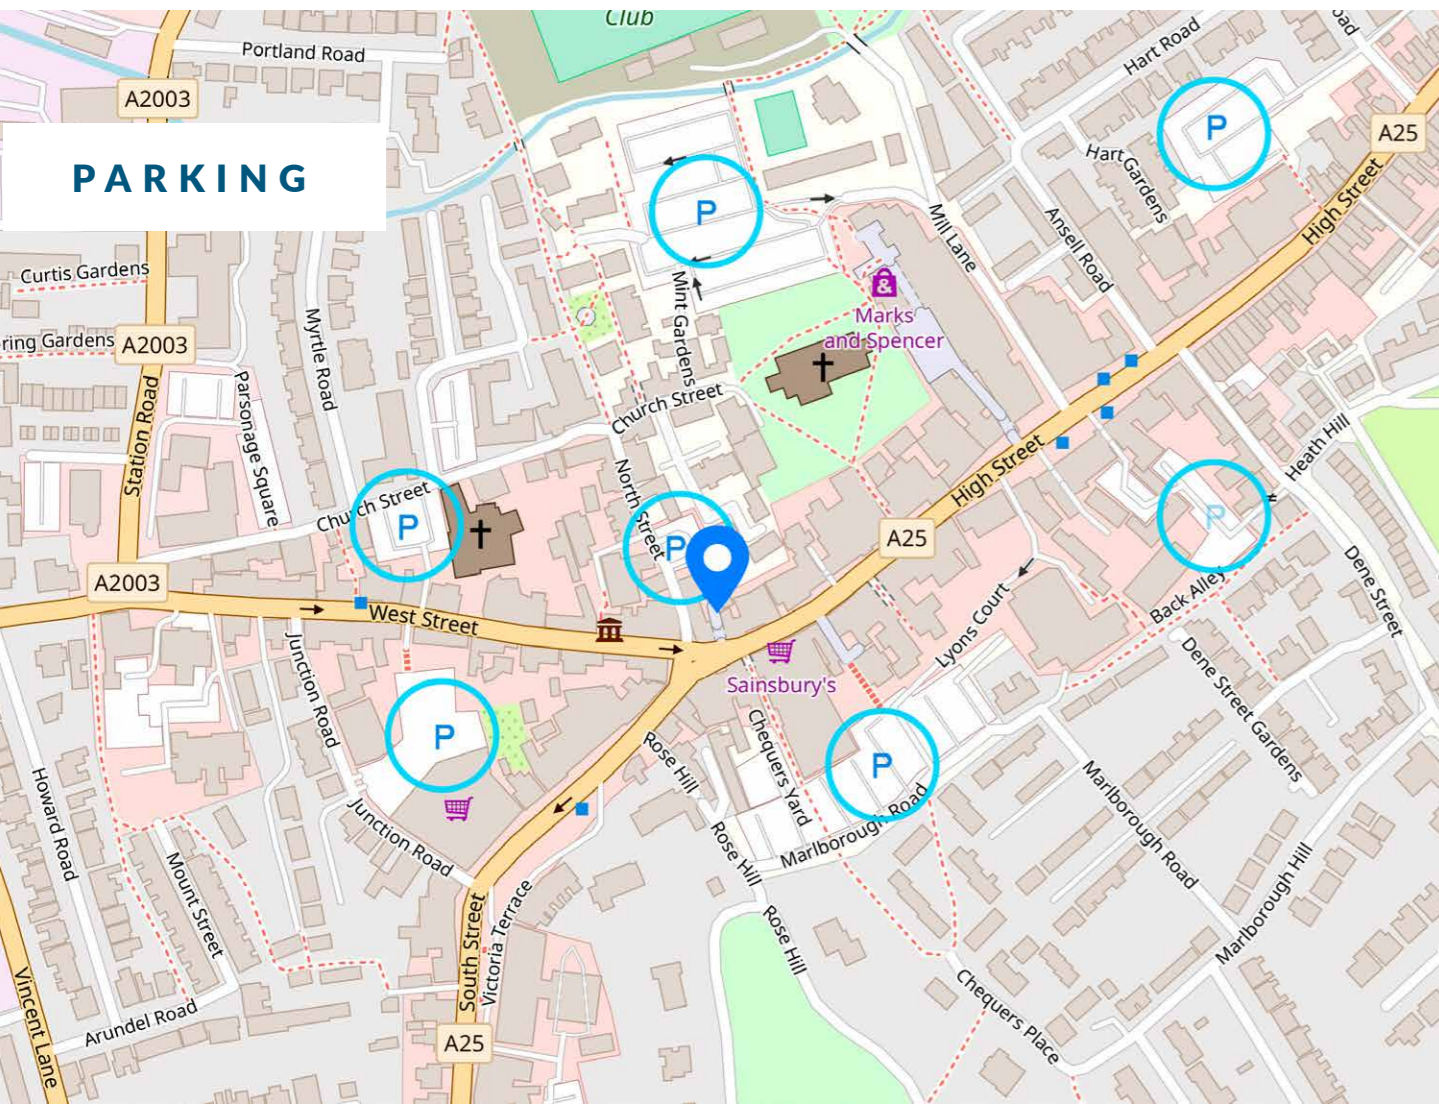 Club
Portland Road
Hart Road
A2003
P
A25
PARKING
Hart Gardens
P
High Street
Mill Lane
Ansell Road
Curtis Gardens
Mint Gardens
&
Marks
and Spencer
ring Gardens
A2003
Myrtle Road
Parsonage Square
Station Road
Church Street
Heath Hill
High Street
North Street
Church Street
P
P
P
A25
A2003
West Street
Lyons Court
Back Alley
Dene Street
Junction Road
Sainsbury's
Dene Street Gardens
P
Rose Hill
Chequers Yard
P
Howard Road
Junction Road
Rose Hill
Marlborough Road
Marlborough Road
Mount Street
Marlborough Hill
South Street
Victoria Terrace
Rose Hill
Vincent Lane
Arundel Road
Chequers Place
A25